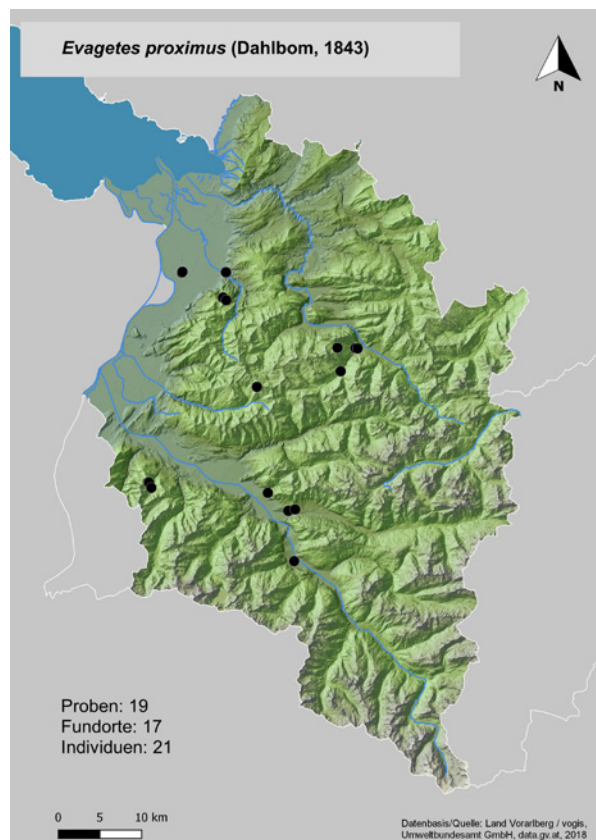 Evagetes proximus (Dahlbom, 1843)
N
Proben: 19
Fundorte: 17
Individuen: 21
0 5 10 km
Datenbasis/Quelle: Land Vorarlberg / vogis,
Umweltbundesamt GmbH, data.gv.at, 2018